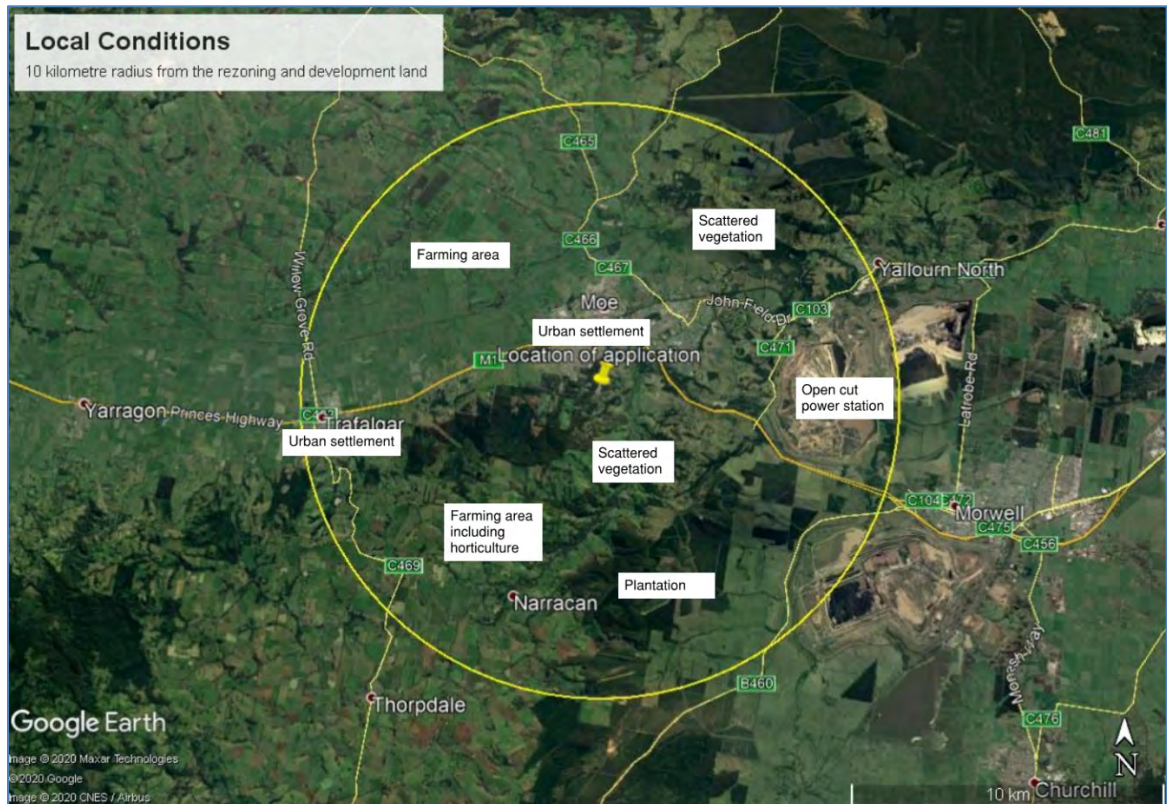 Local Conditions
10 kilometre radius from the rezoning and development land
C465
C481
Scattered
vegetation
C466
Farming area
C467
Willow Grove Rd
Yallourn North
Moe
John Field Dr
C103
Urban settlement
C471
M1
Location of application
Open cut
power station
Latrobe Rd
Yarragon
Princes Highway
Trafalgar
Urban settlement
Scattered
vegetation
C104
C472
Morwell
C475
C456
Farming area
including
horticulture
C469
Plantation
Narracan
B460
Thorpdale
C476
Google Earth
Image © 2020 Maxar Technologies
©2020 Google
Image © 2020 CNES / Airbus
N
10 km
Churchill